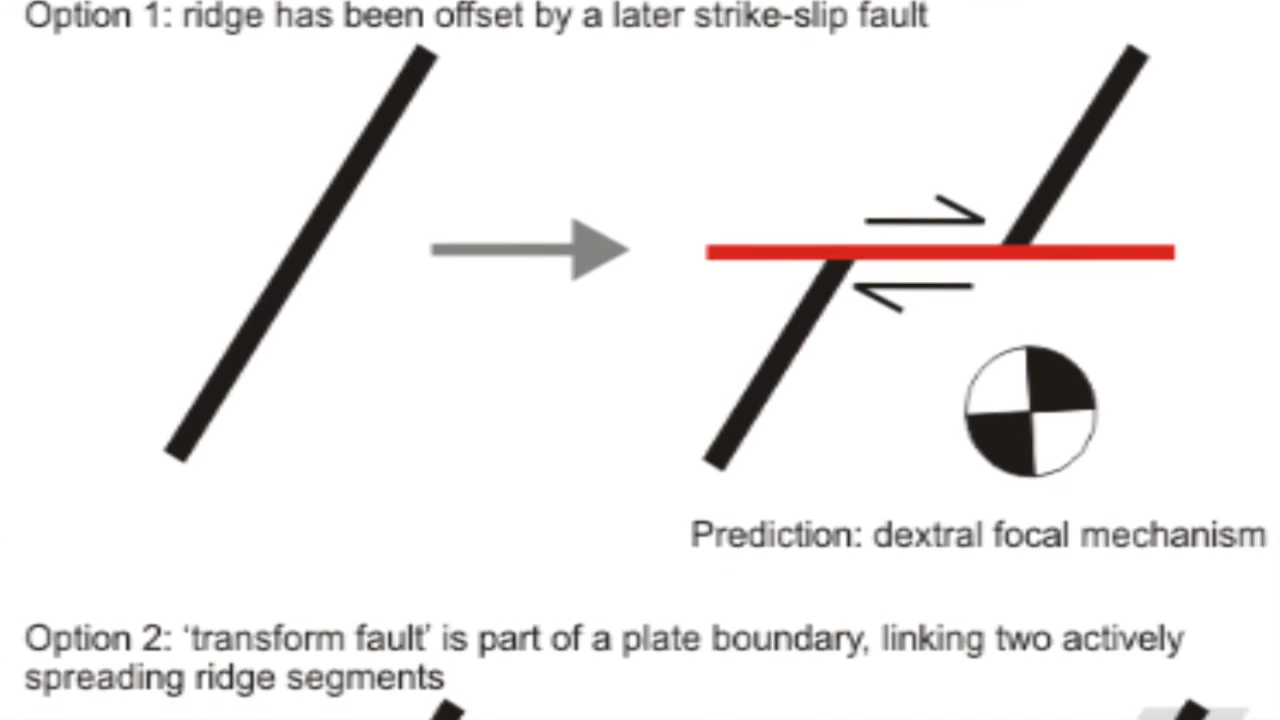 Option 1: ridge has been offset by a later strike-slip fault
Prediction: dextral focal mechanism
Option 2: ‘transform fault’ is part of a plate boundary, linking two actively
spreading ridge segments